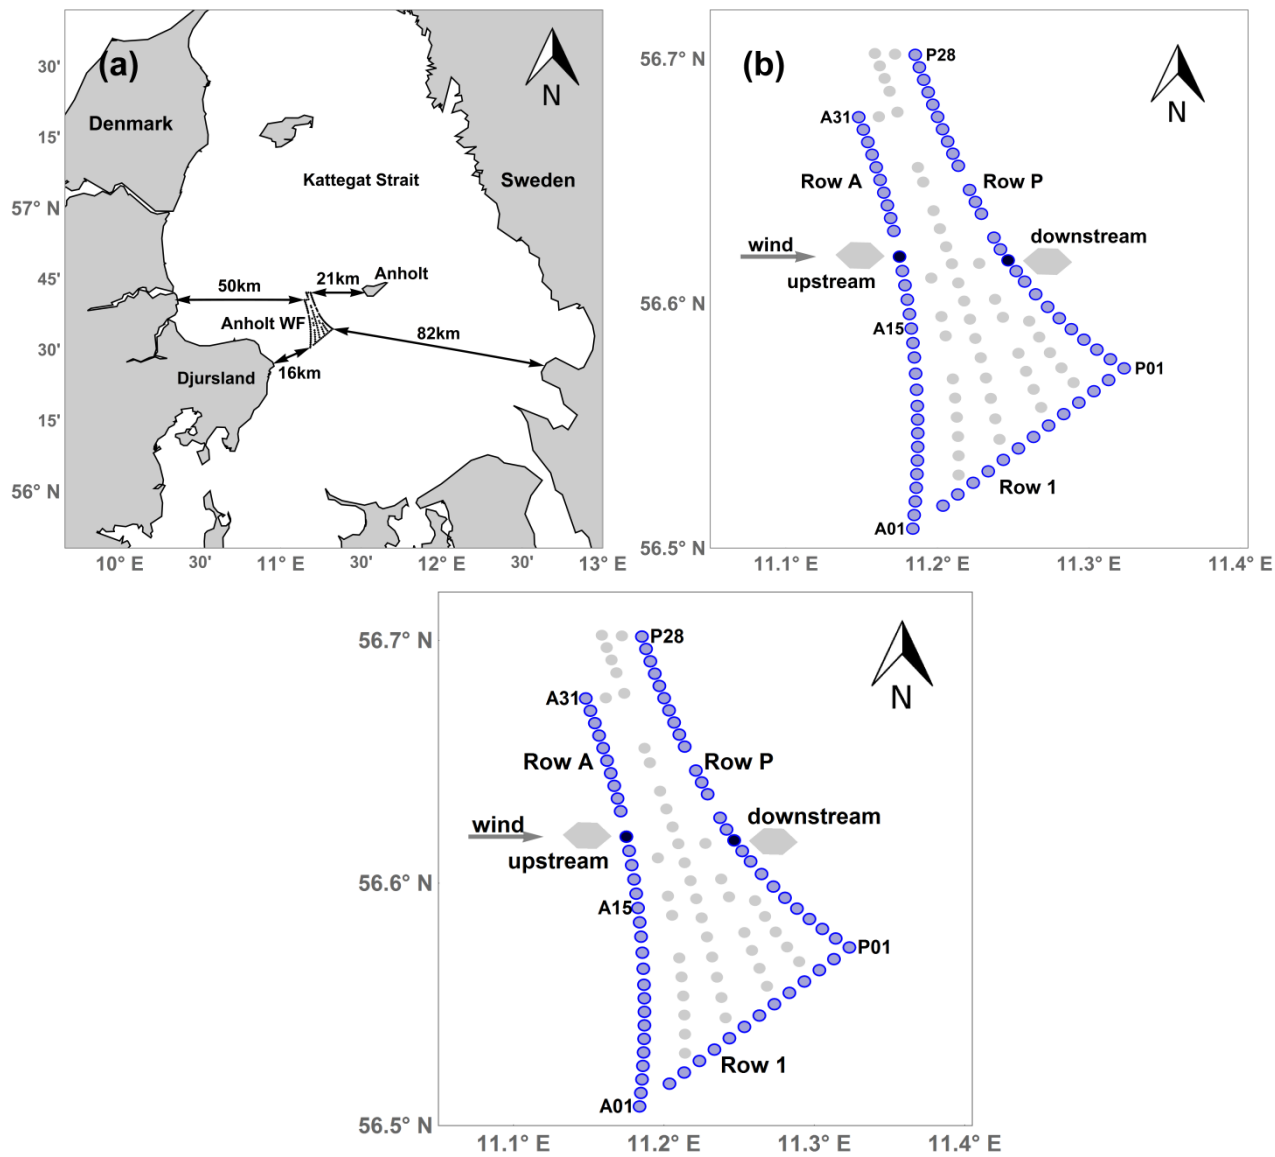 (a)
30'
N
Denmark
15'
Kattegat Strait
Sweden
57° N
45'
50km
21km
Anholt
Anholt WF
82km
30'
16km
Djursland
15'
56° N
10° E
30'
11° E
30'
12° E
30'
13° E
(b)
56.7° N
P28
N
A31
Row A
Row P
wind
downstream
upstream
56.6° N
A15
P01
Row 1
A01
56.5° N
11.1° E
11.2° E
11.3° E
11.4° E
56.7° N
P28
N
A31
Row A
Row P
wind
downstream
upstream
56.6° N
A15
P01
Row 1
A01
56.5° N
11.1° E
11.2° E
11.3° E
11.4° E